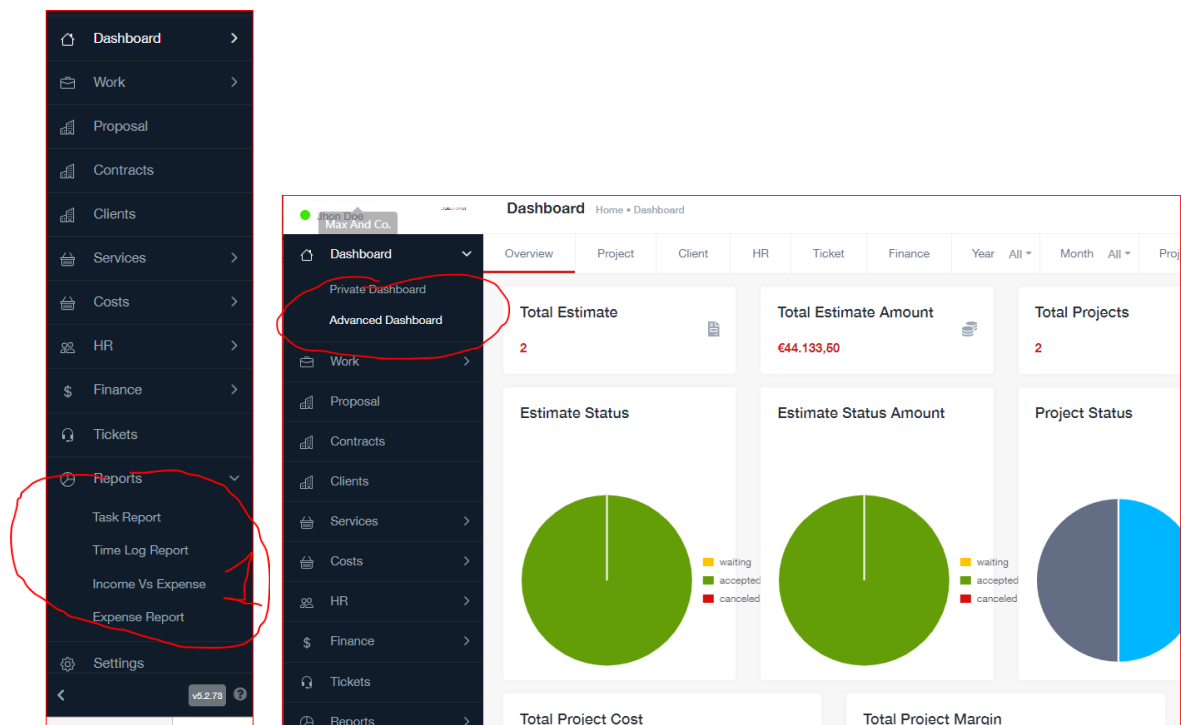 Dashboard
Work
Proposal
Contracts
Clients
Services
Costs
HR
Finance
Tickets
Reports
Task Report
Time Log Report
Income Vs Expense
Expense Report
Settings
v5.2.73
Jhon Doe
Max And Co.
Dashboard Home • Dashboard
Dashboard
Private Dashboard
Advanced Dashboard
Work
Proposal
Contracts
Clients
Services
Costs
HR
Finance
Tickets
Reports
Overview Project Client HR Ticket Finance Year All Month All Proj
Total Estimate
2
Total Estimate Amount
€44.133,50
Total Projects
2
Estimate Status
waiting
accepted
canceled
Estimate Status Amount
waiting
accepted
canceled
Project Status
Total Project Cost
Total Project Margin